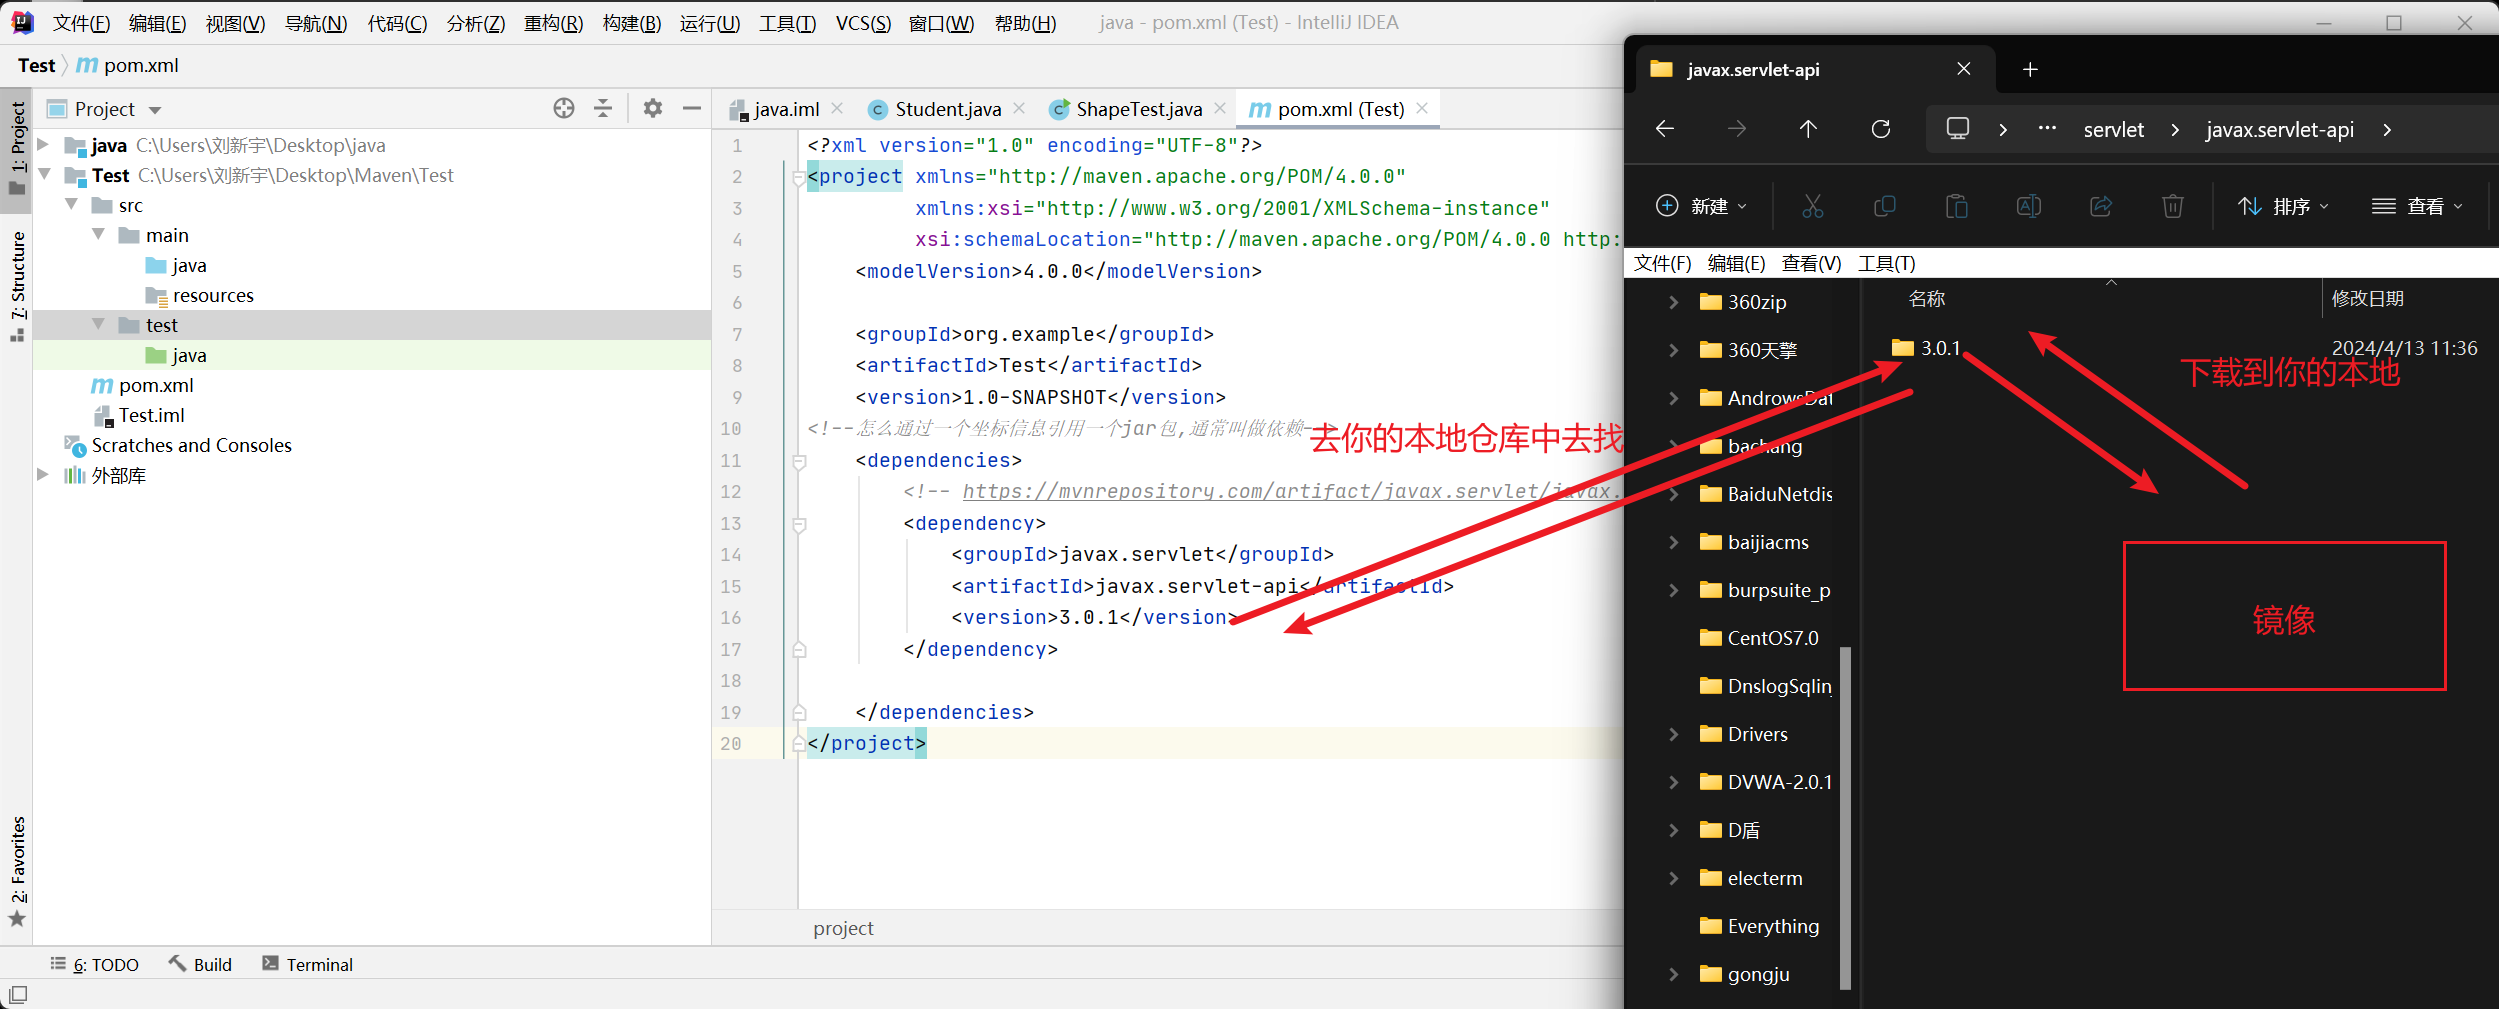 文件(F) 编辑(E) 视图(V) 导航(N) 代码(C) 分析(Z) 重构(R) 构建(B) 运行(U) 工具(T) VCS(S) 窗口(W) 帮助(H) java - pom.xml (Test) - IntelliJ IDEA
Test pom.xml
1: Project
7: Structure
2: Favorites
Project
java C:\Users\刘新宇\Desktop\java
Test C:\Users\刘新宇\Desktop\Maven\Test
src
main
java
resources
test
java
pom.xml
Test.iml
Scratches and Consoles
外部库
java.iml Student.java ShapeTest.java pom.xml (Test)
1 <?xml version="1.0" encoding="UTF-8"?>
2 <project xmlns="http://maven.apache.org/POM/4.0.0"
3 xmlns:xsi="http://www.w3.org/2001/XMLSchema-instance"
4 xsi:schemaLocation="http://maven.apache.org/POM/4.0.0 http:
5 <modelVersion>4.0.0</modelVersion>
6
7 <groupId>org.example</groupId>
8 <artifactId>Test</artifactId>
9 <version>1.0-SNAPSHOT</version>
10 <!--怎么通过一个坐标信息引用一个jar包,通常叫做依赖-->
11 <dependencies>
12 <!-- https://mvnrepository.com/artifact/javax.servlet/javax.
13 <dependency>
14 <groupId>javax.servlet</groupId>
15 <artifactId>javax.servlet-api</artifactId>
16 <version>3.0.1</version>
17 </dependency>
18
19 </dependencies>
20 </project>
去你的本地仓库中去找
project
6: TODO Build Terminal
javax.servlet-api
servlet javax.servlet-api
新建 排序 查看
文件(F) 编辑(E) 查看(V) 工具(T)
360zip
360天擎
AndrowsDat
bachang
BaiduNetdis
baijiacms
burpsuite_p
CentOS7.0
DnslogSqlinj
Drivers
DVWA-2.0.1
D盾
electerm
Everything
gongju
名称 修改日期
3.0.1 2024/4/13 11:36
下载到你的本地
镜像